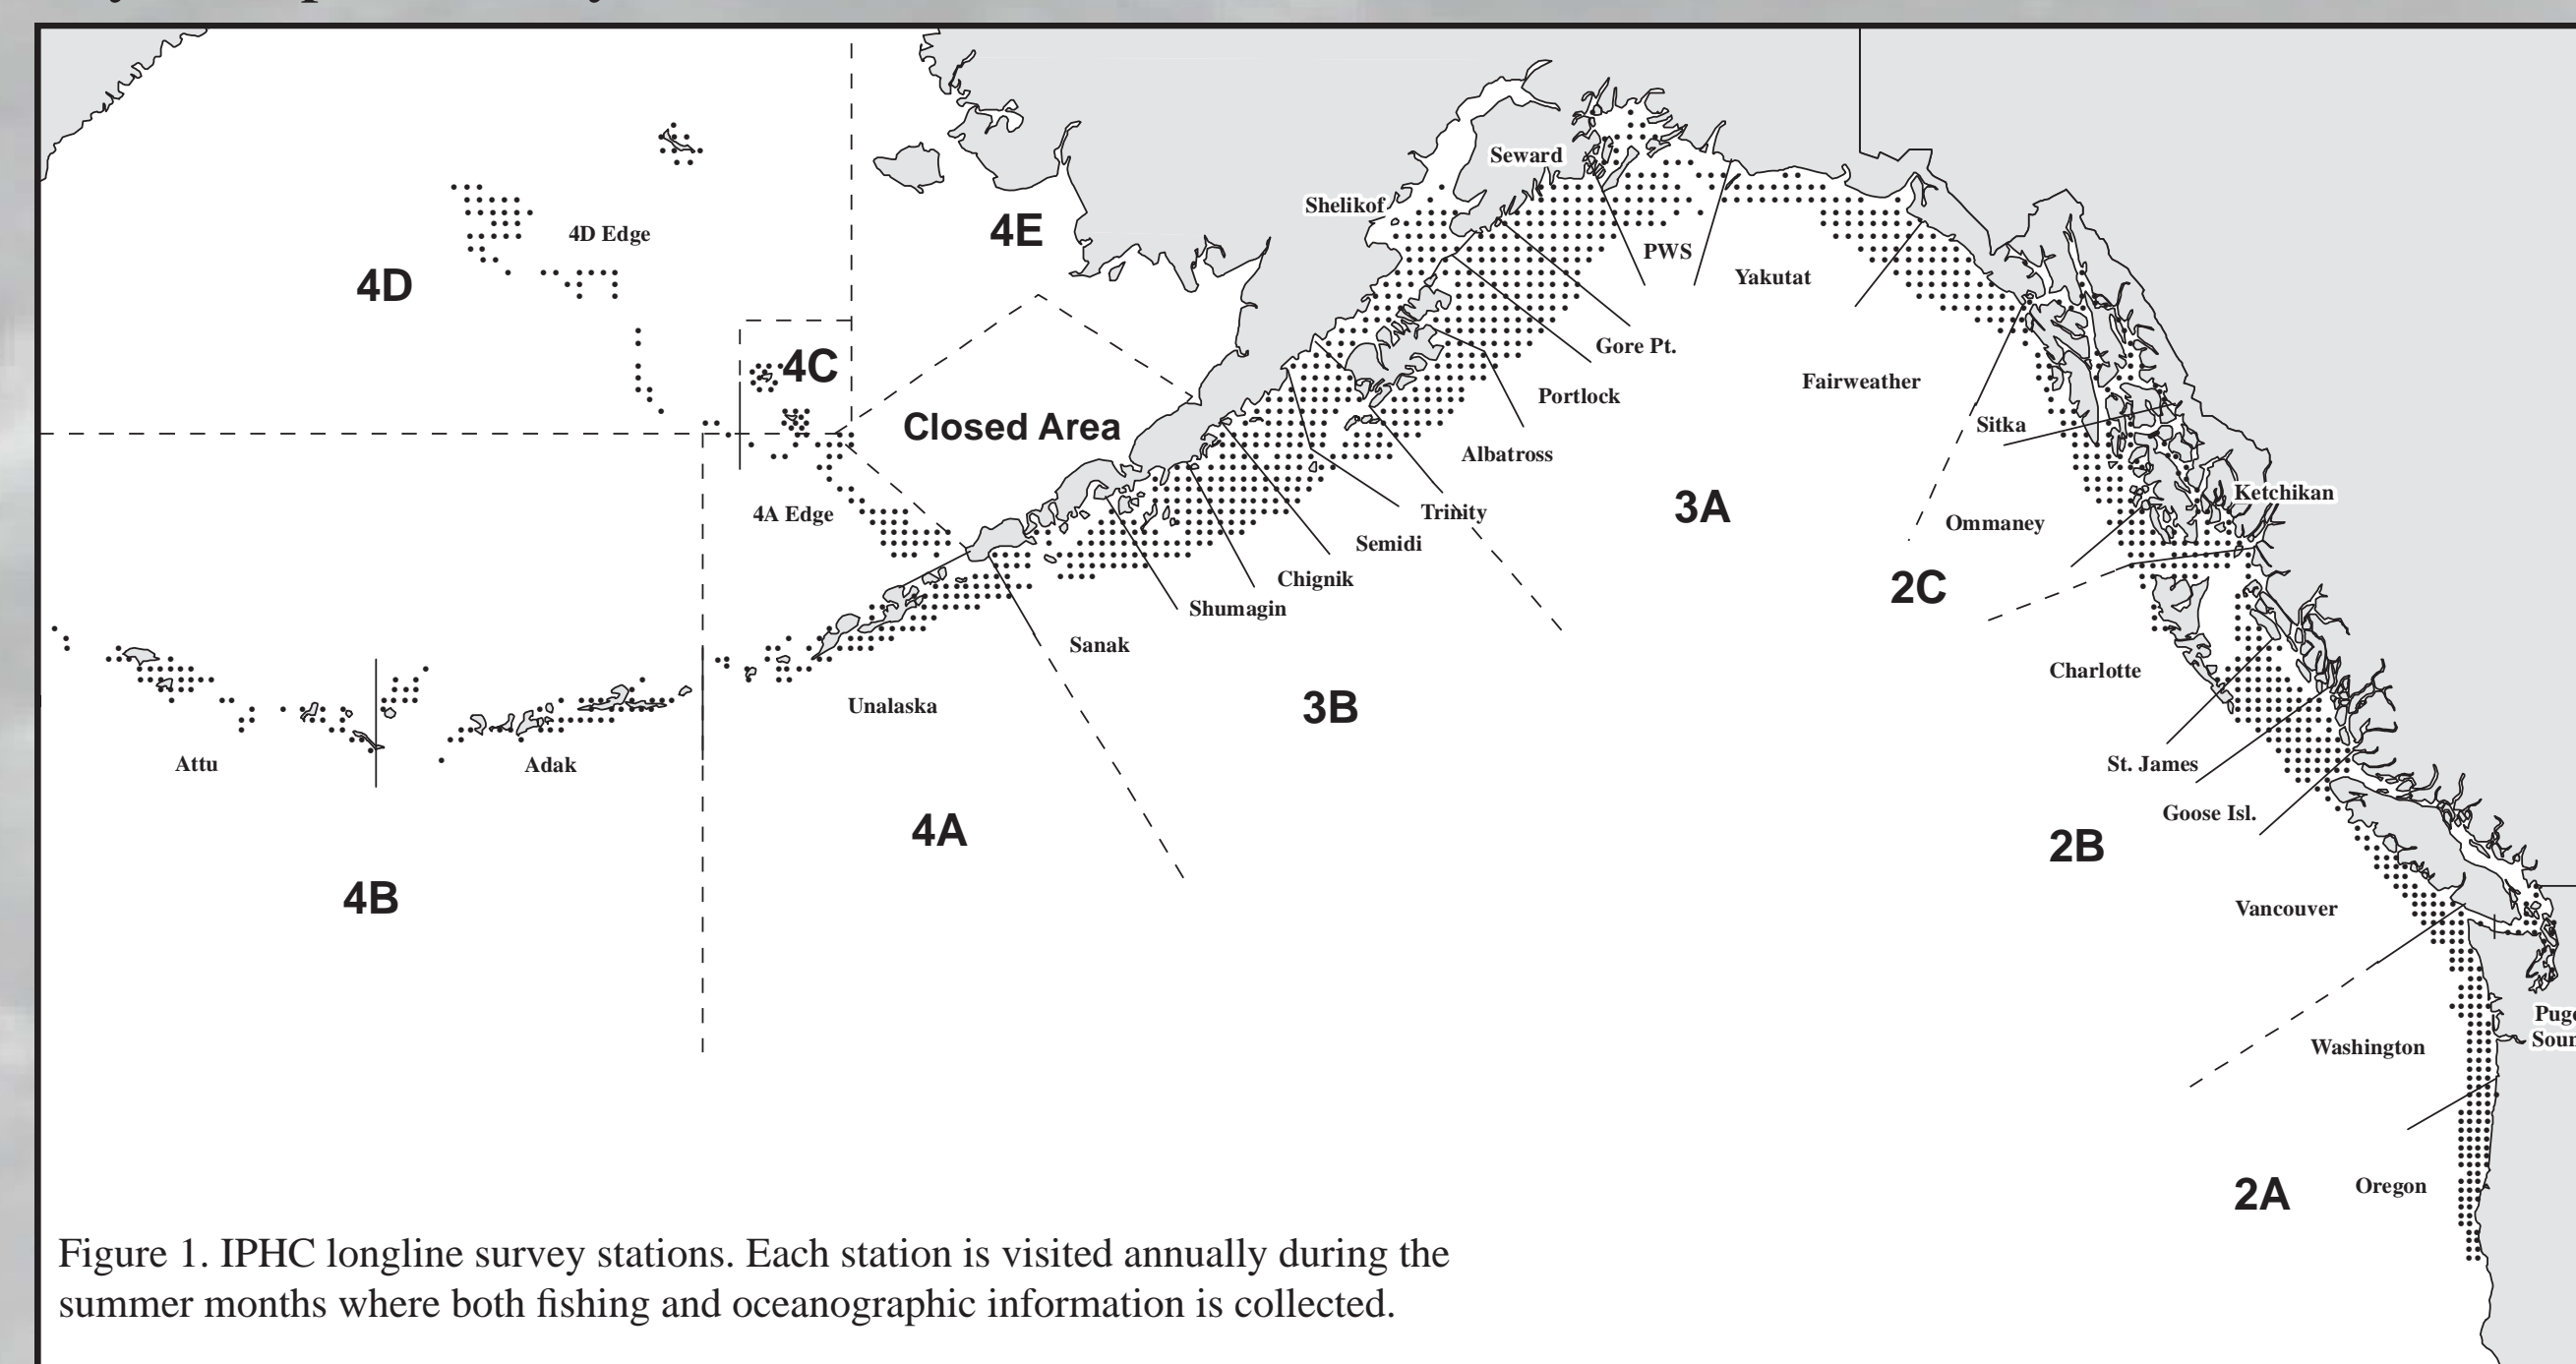 Seward
Shelikof
4E
4D Edge
PWS
4D
Yakutat
Gore Pt.
4C
Fairweather
Portlock
Closed Area
Sitka
Albatross
Ketchikan
3A
Trinity
4A Edge
Ommaney
Semidi
Chignik
2C
Shumagin
Sanak
Charlotte
Unalaska
3B
Attu
Adak
St. James
Goose Isl.
4A
2B
4B
Vancouver
Washington
2A
Oregon
Figure 1. IPHC longline survey stations. Each station is visited annually during the
summer months where both fishing and oceanographic information is collected.